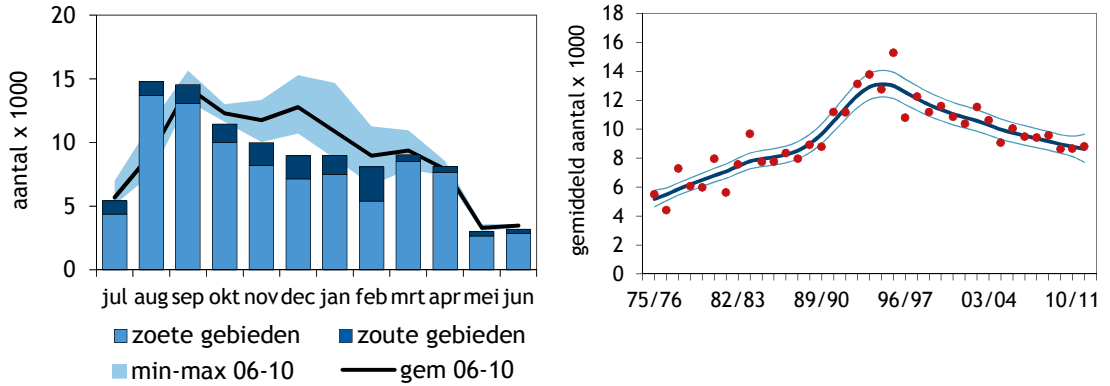 aantal x 1000
20
15
10
5
0
jul aug sep okt nov dec jan feb mrt apr mei jun
zoete gebieden zoute gebieden
min-max 06-10 gem 06-10
gemiddeld aantal x 1000
18
16
14
12
10
8
6
4
2
0
75/76 82/83 89/90 96/97 03/04 10/11